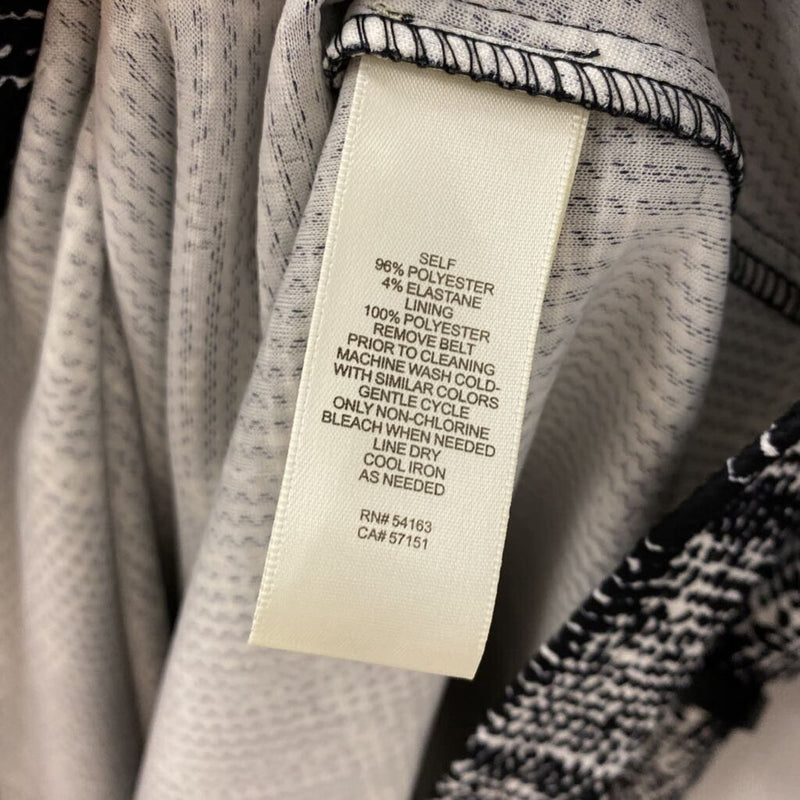 SELF
96% POLYESTER
4% ELASTANE
LINING
100% POLYESTER
REMOVE BELT
PRIOR TO CLEANING
MACHINE WASH COLD-
WITH SIMILAR COLORS
GENTLE CYCLE
ONLY NON-CHLORINE
BLEACH WHEN NEEDED
LINE DRY
COOL IRON
AS NEEDED
RN# 54163
CA# 57151